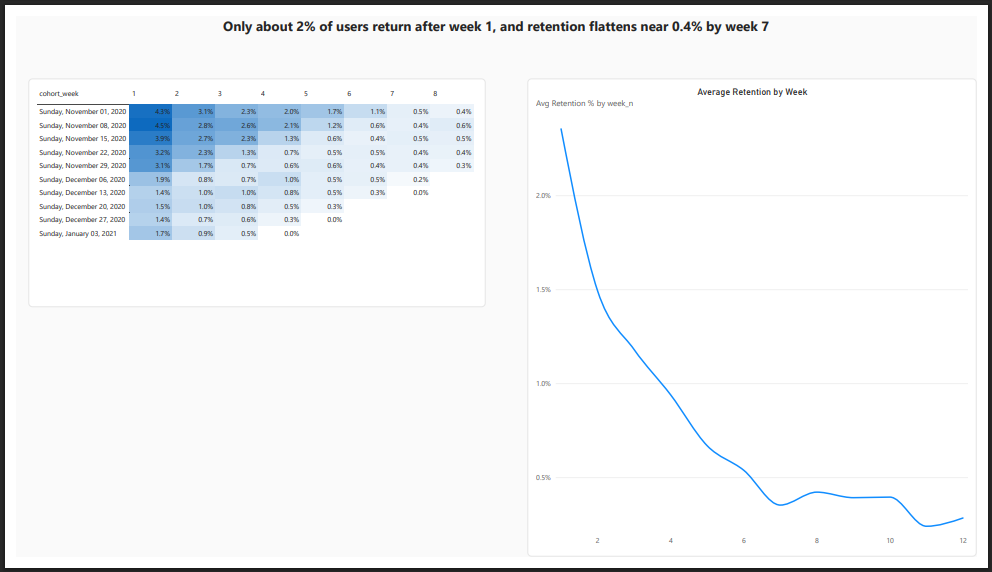 Only about 2% of users return after week 1, and retention flattens near 0.4% by week 7
cohort_week 1 2 3 4 5 6 7 8
Sunday, November 01, 2020 4.3% 3.1% 2.3% 2.0% 1.7% 1.1% 0.5% 0.4%
Sunday, November 08, 2020 4.5% 2.8% 2.6% 2.1% 1.2% 0.6% 0.4% 0.6%
Sunday, November 15, 2020 3.9% 2.7% 2.3% 1.3% 0.6% 0.4% 0.5% 0.5%
Sunday, November 22, 2020 3.2% 2.3% 1.3% 0.7% 0.5% 0.5% 0.4% 0.4%
Sunday, November 29, 2020 3.1% 1.7% 0.7% 0.6% 0.6% 0.4% 0.4% 0.3%
Sunday, December 06, 2020 1.9% 0.8% 0.7% 1.0% 0.5% 0.5% 0.2%
Sunday, December 13, 2020 1.4% 1.0% 1.0% 0.8% 0.5% 0.3% 0.0%
Sunday, December 20, 2020 1.5% 1.0% 0.8% 0.5% 0.3%
Sunday, December 27, 2020 1.4% 0.7% 0.6% 0.3% 0.0%
Sunday, January 03, 2021 1.7% 0.9% 0.5% 0.0%
Average Retention by Week
Avg Retention % by week_n
2.0%
1.5%
1.0%
0.5%
2 4 6 8 10 12